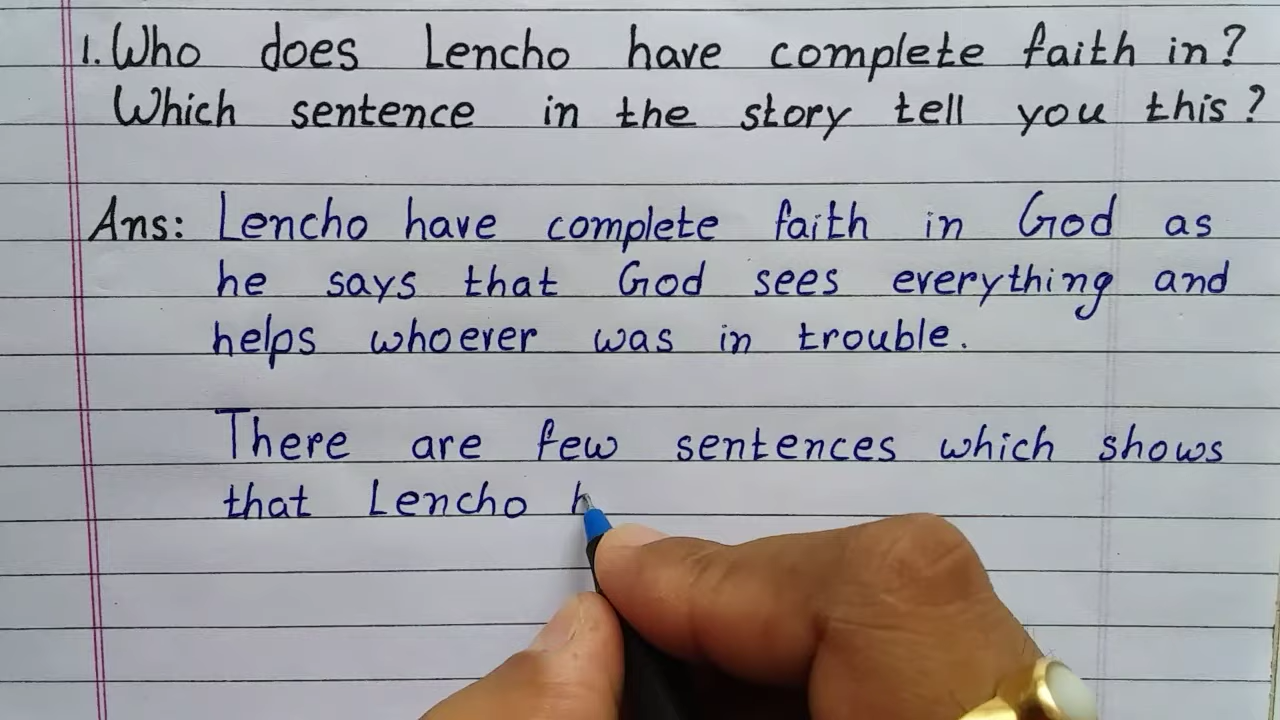 1. Who does Lencho have complete faith in?
Which sentence in the story tell you this?
Ans: Lencho have complete faith in God as
he says that God sees everything and
helps whoever was in trouble.
There are few sentences which shows
that Lencho h